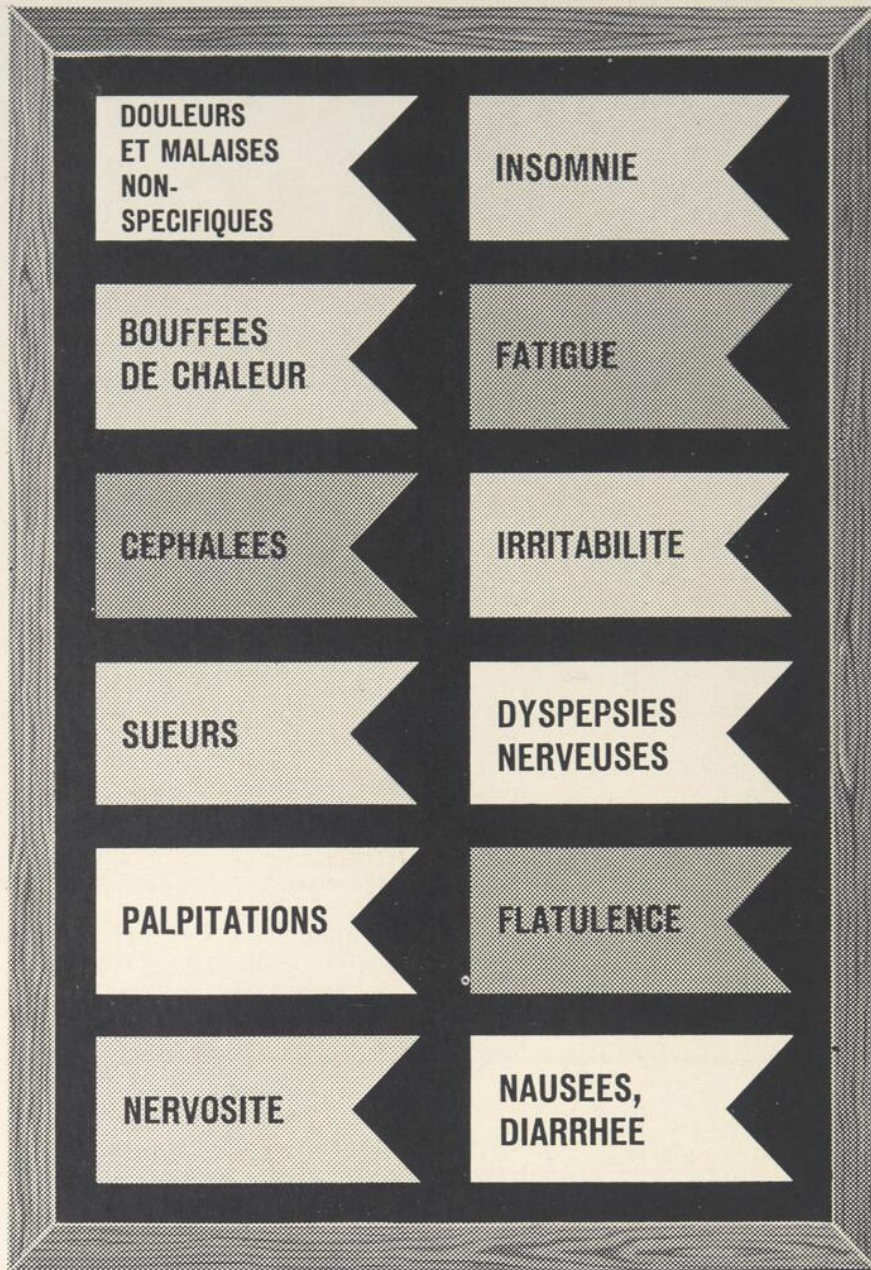 DOULEURS
ET MALAISES
NON-
SPECIFIQUES
INSOMNIE
BOUFFEES
DE CHALEUR
FATIGUE
CEPHALEES
IRRITABILITE
SUEURS
DYSPEPSIES
NERVEUSES
PALPITATIONS
FLATULENCE
NERVOSITE
NAUSEES,
DIARRHEE